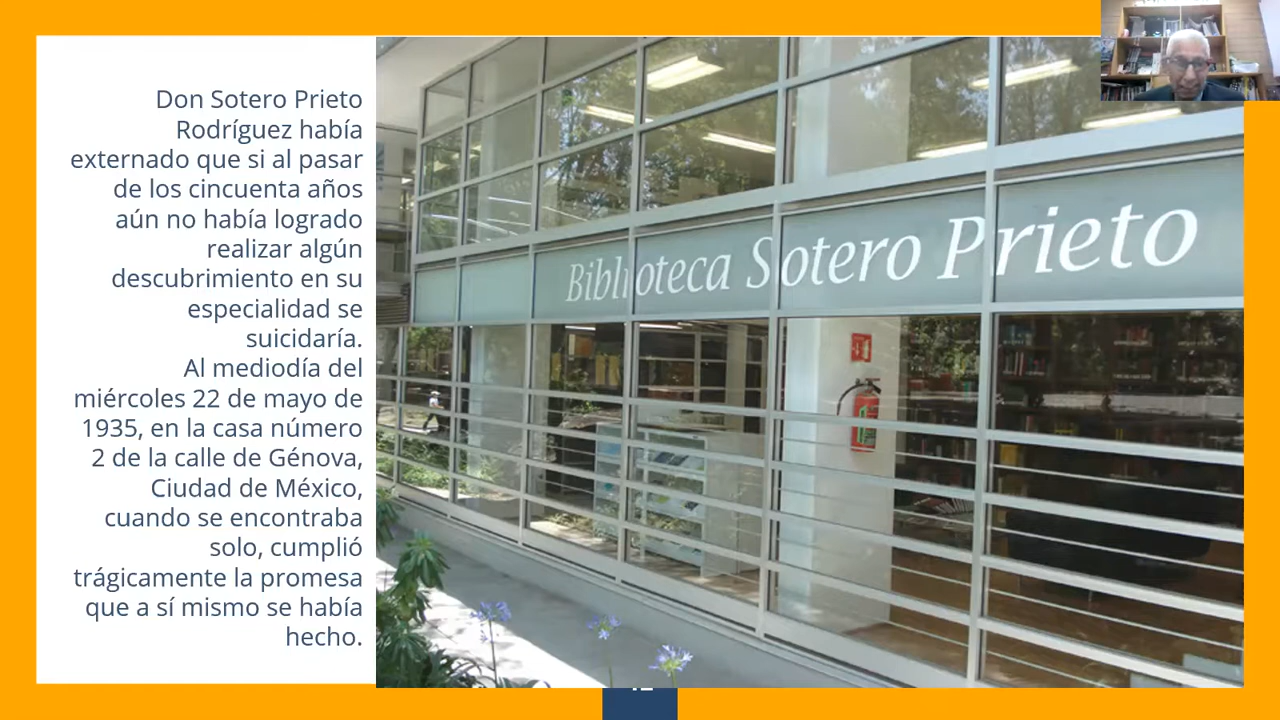 Don Sotero Prieto
Rodríguez había
externado que si al pasar
de los cincuenta años
aún no había logrado
realizar algún
descubrimiento en su
especialidad se
suicidaría.
Al mediodía del
miércoles 22 de mayo de
1935, en la casa número
2 de la calle de Génova,
Ciudad de México,
cuando se encontraba
solo, cumplió
trágicamente la promesa
que a sí mismo se había
hecho.
Biblioteca Sotero Prieto